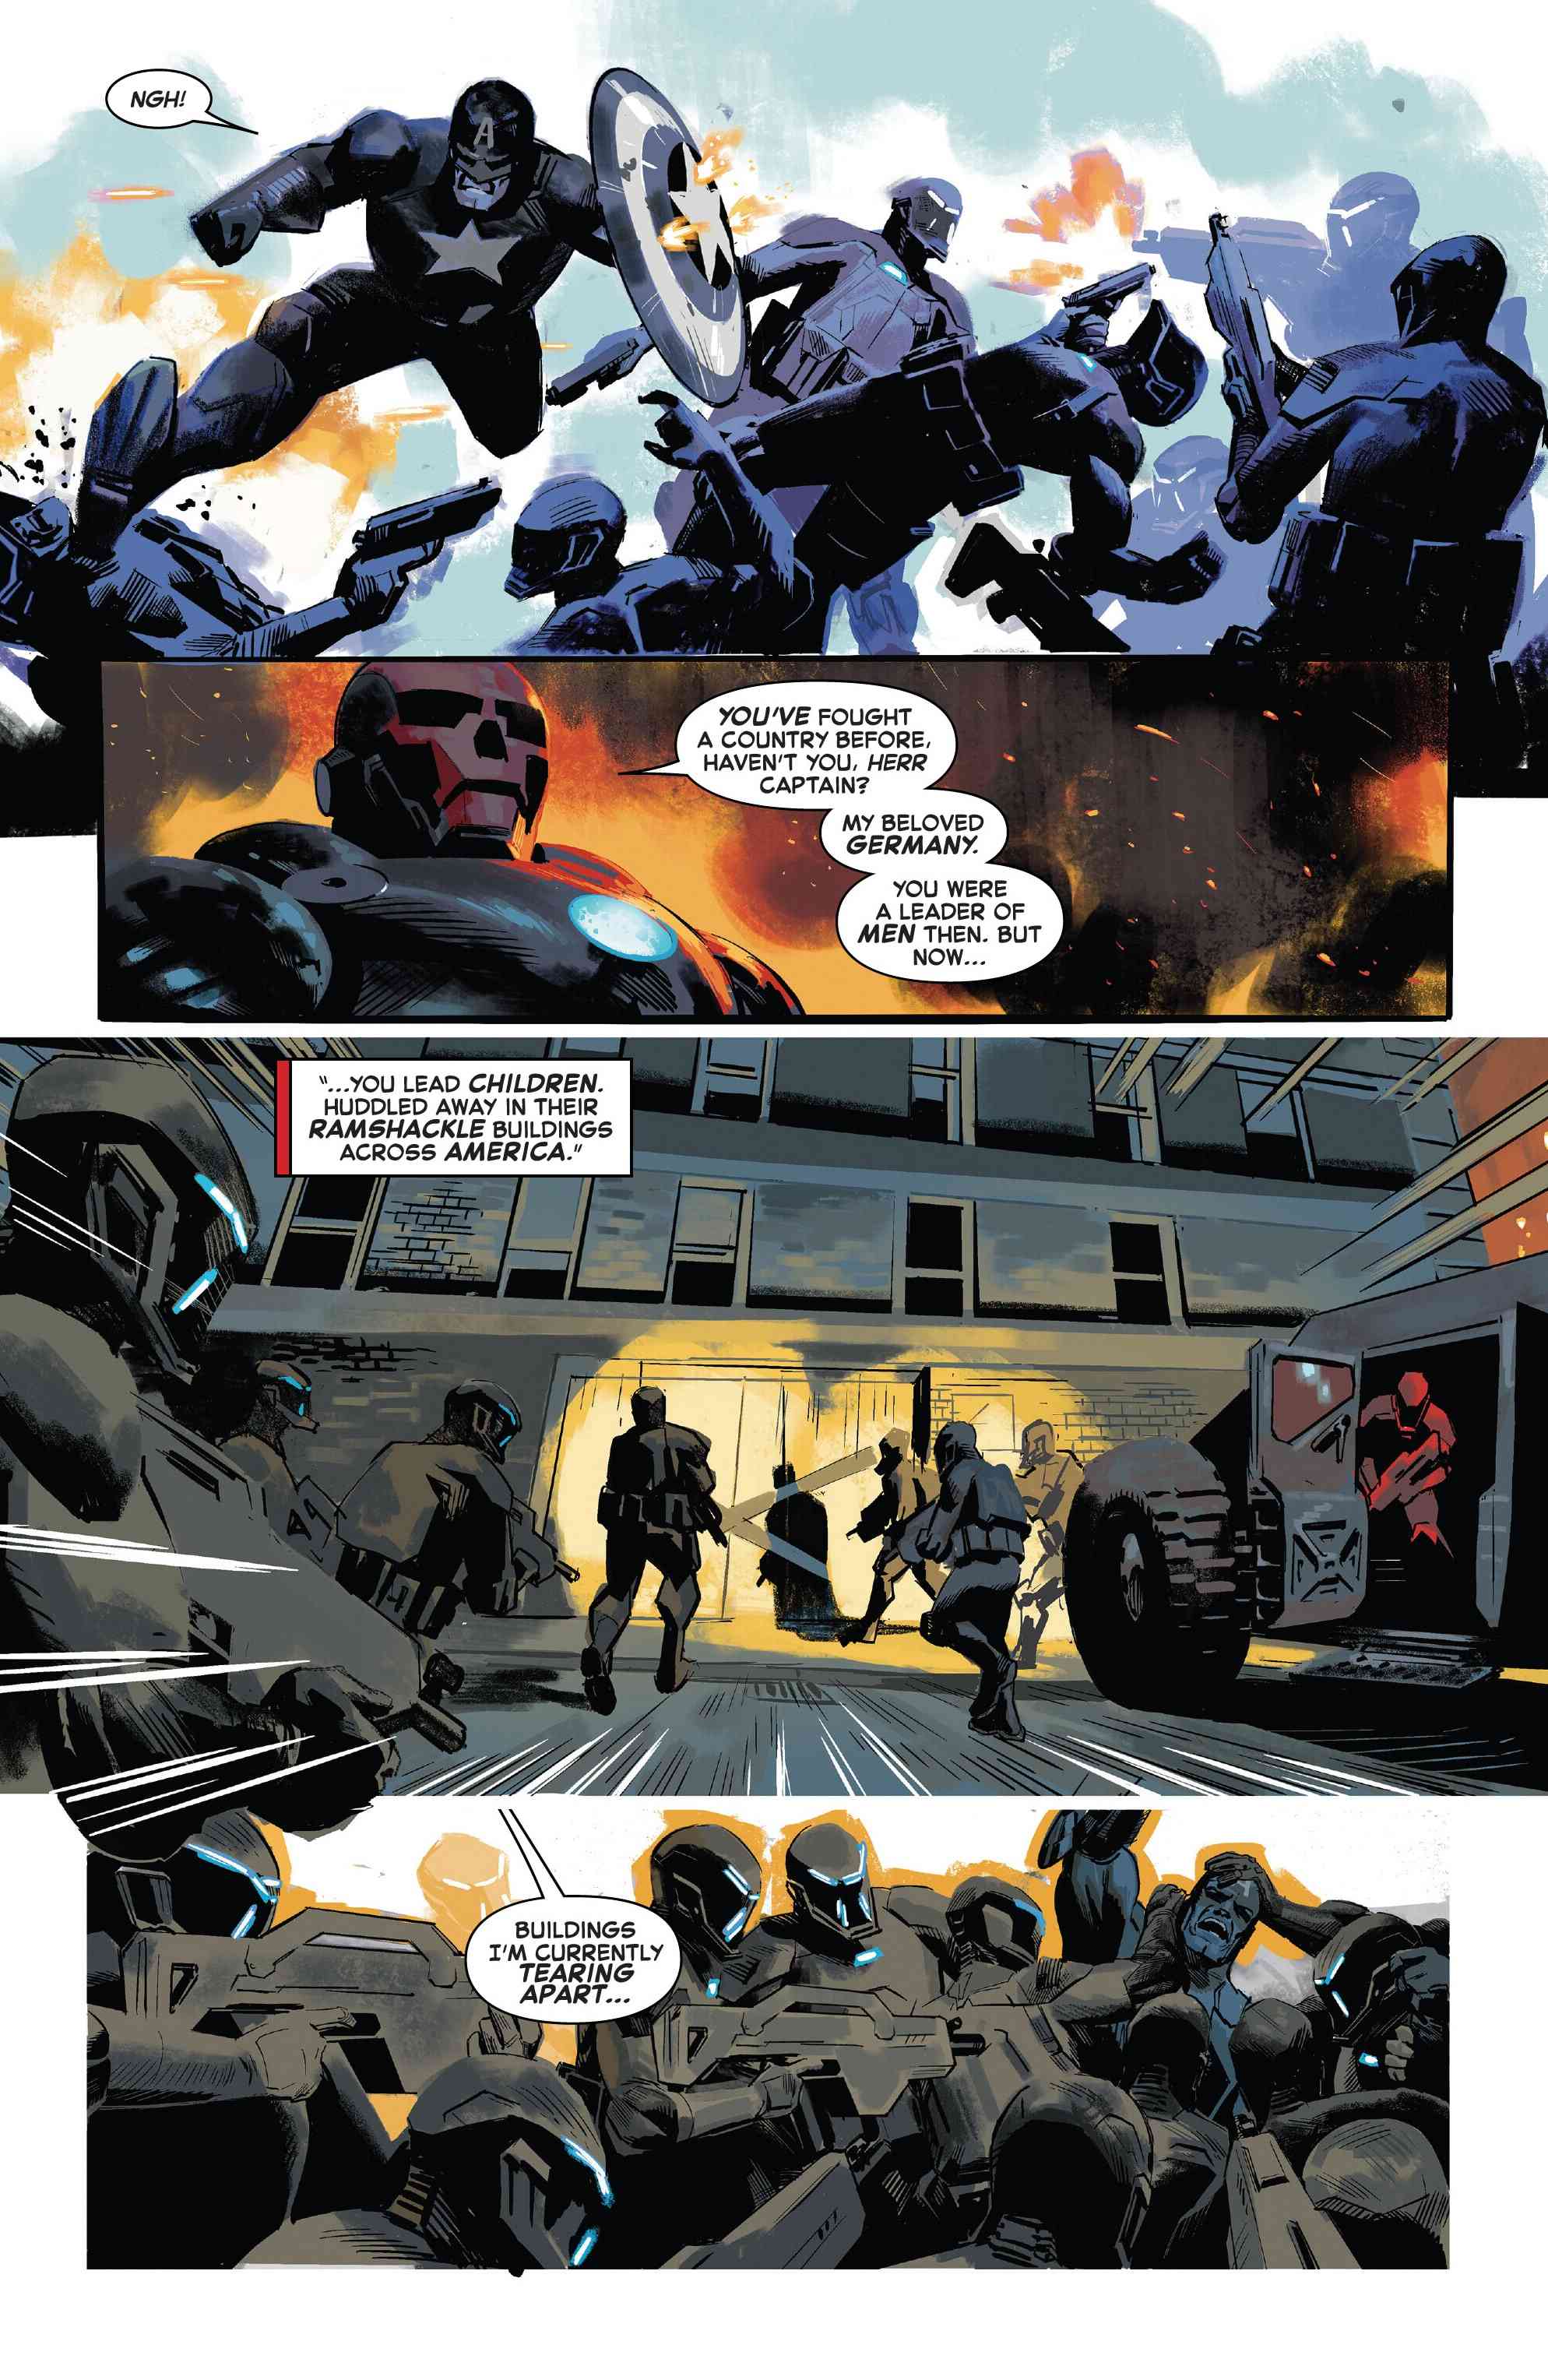 NGH!
A
YOU'VE FOUGHT
A COUNTRY BEFORE,
HAVEN'T YOU, HERR
CAPTAIN?
MY BELOVED
GERMANY.
YOU WERE
A LEADER OF
MEN THEN. BUT
NOW...
"...YOU LEAD CHILDREN.
HUDDLED AWAY IN THEIR
RAMSHACKLE BUILDINGS
ACROSS AMERICA."
BUILDINGS
I'M CURRENTLY
TEARING
APART...